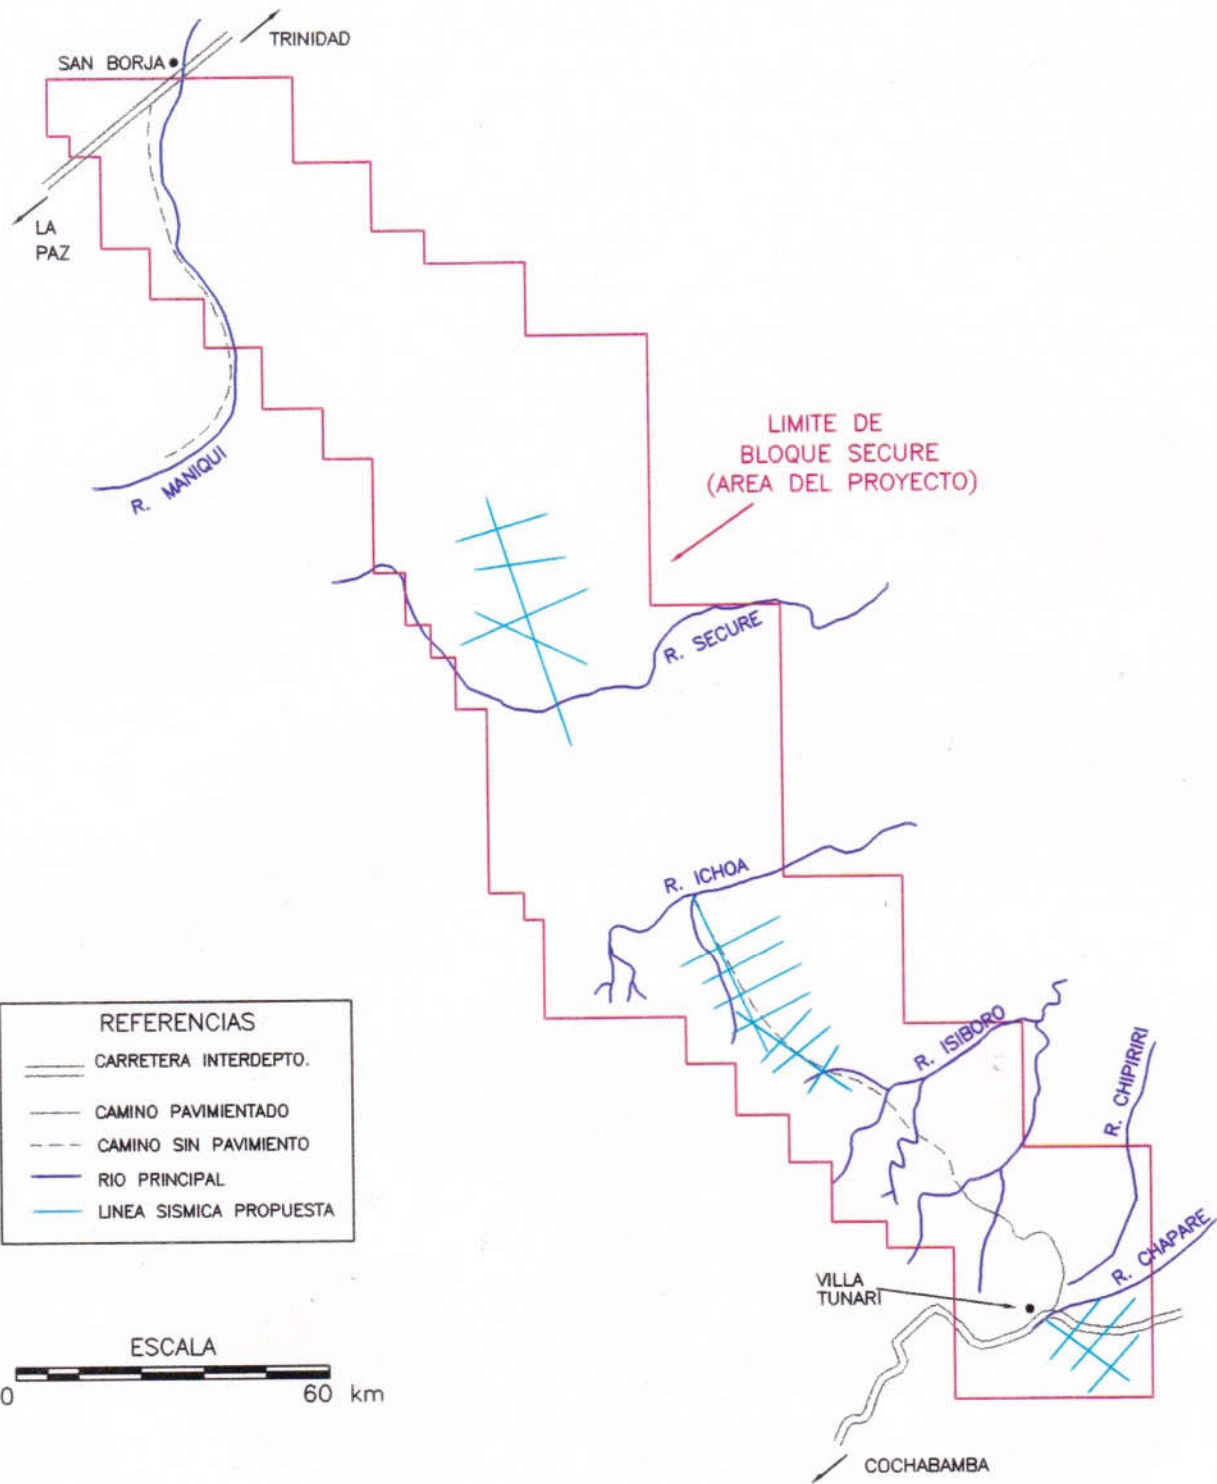 TRINIDAD
SAN BORJA
LA
PAZ
R. MANIQUI
LIMITE DE
BLOQUE SECURE
(AREA DEL PROYECTO)
R. SECURE
R. ICHOA
R. ISIBORO
R. CHIPIRIRI
R. CHAPARE
VILLA
TUNARI
COCHABAMBA
REFERENCIAS
CARRETERA INTERDEPTO.
CAMINO PAVIMIENTADO
CAMINO SIN PAVIMIENTO
RIO PRINCIPAL
LINEA SISMICA PROPUESTA
ESCALA
0 60 km